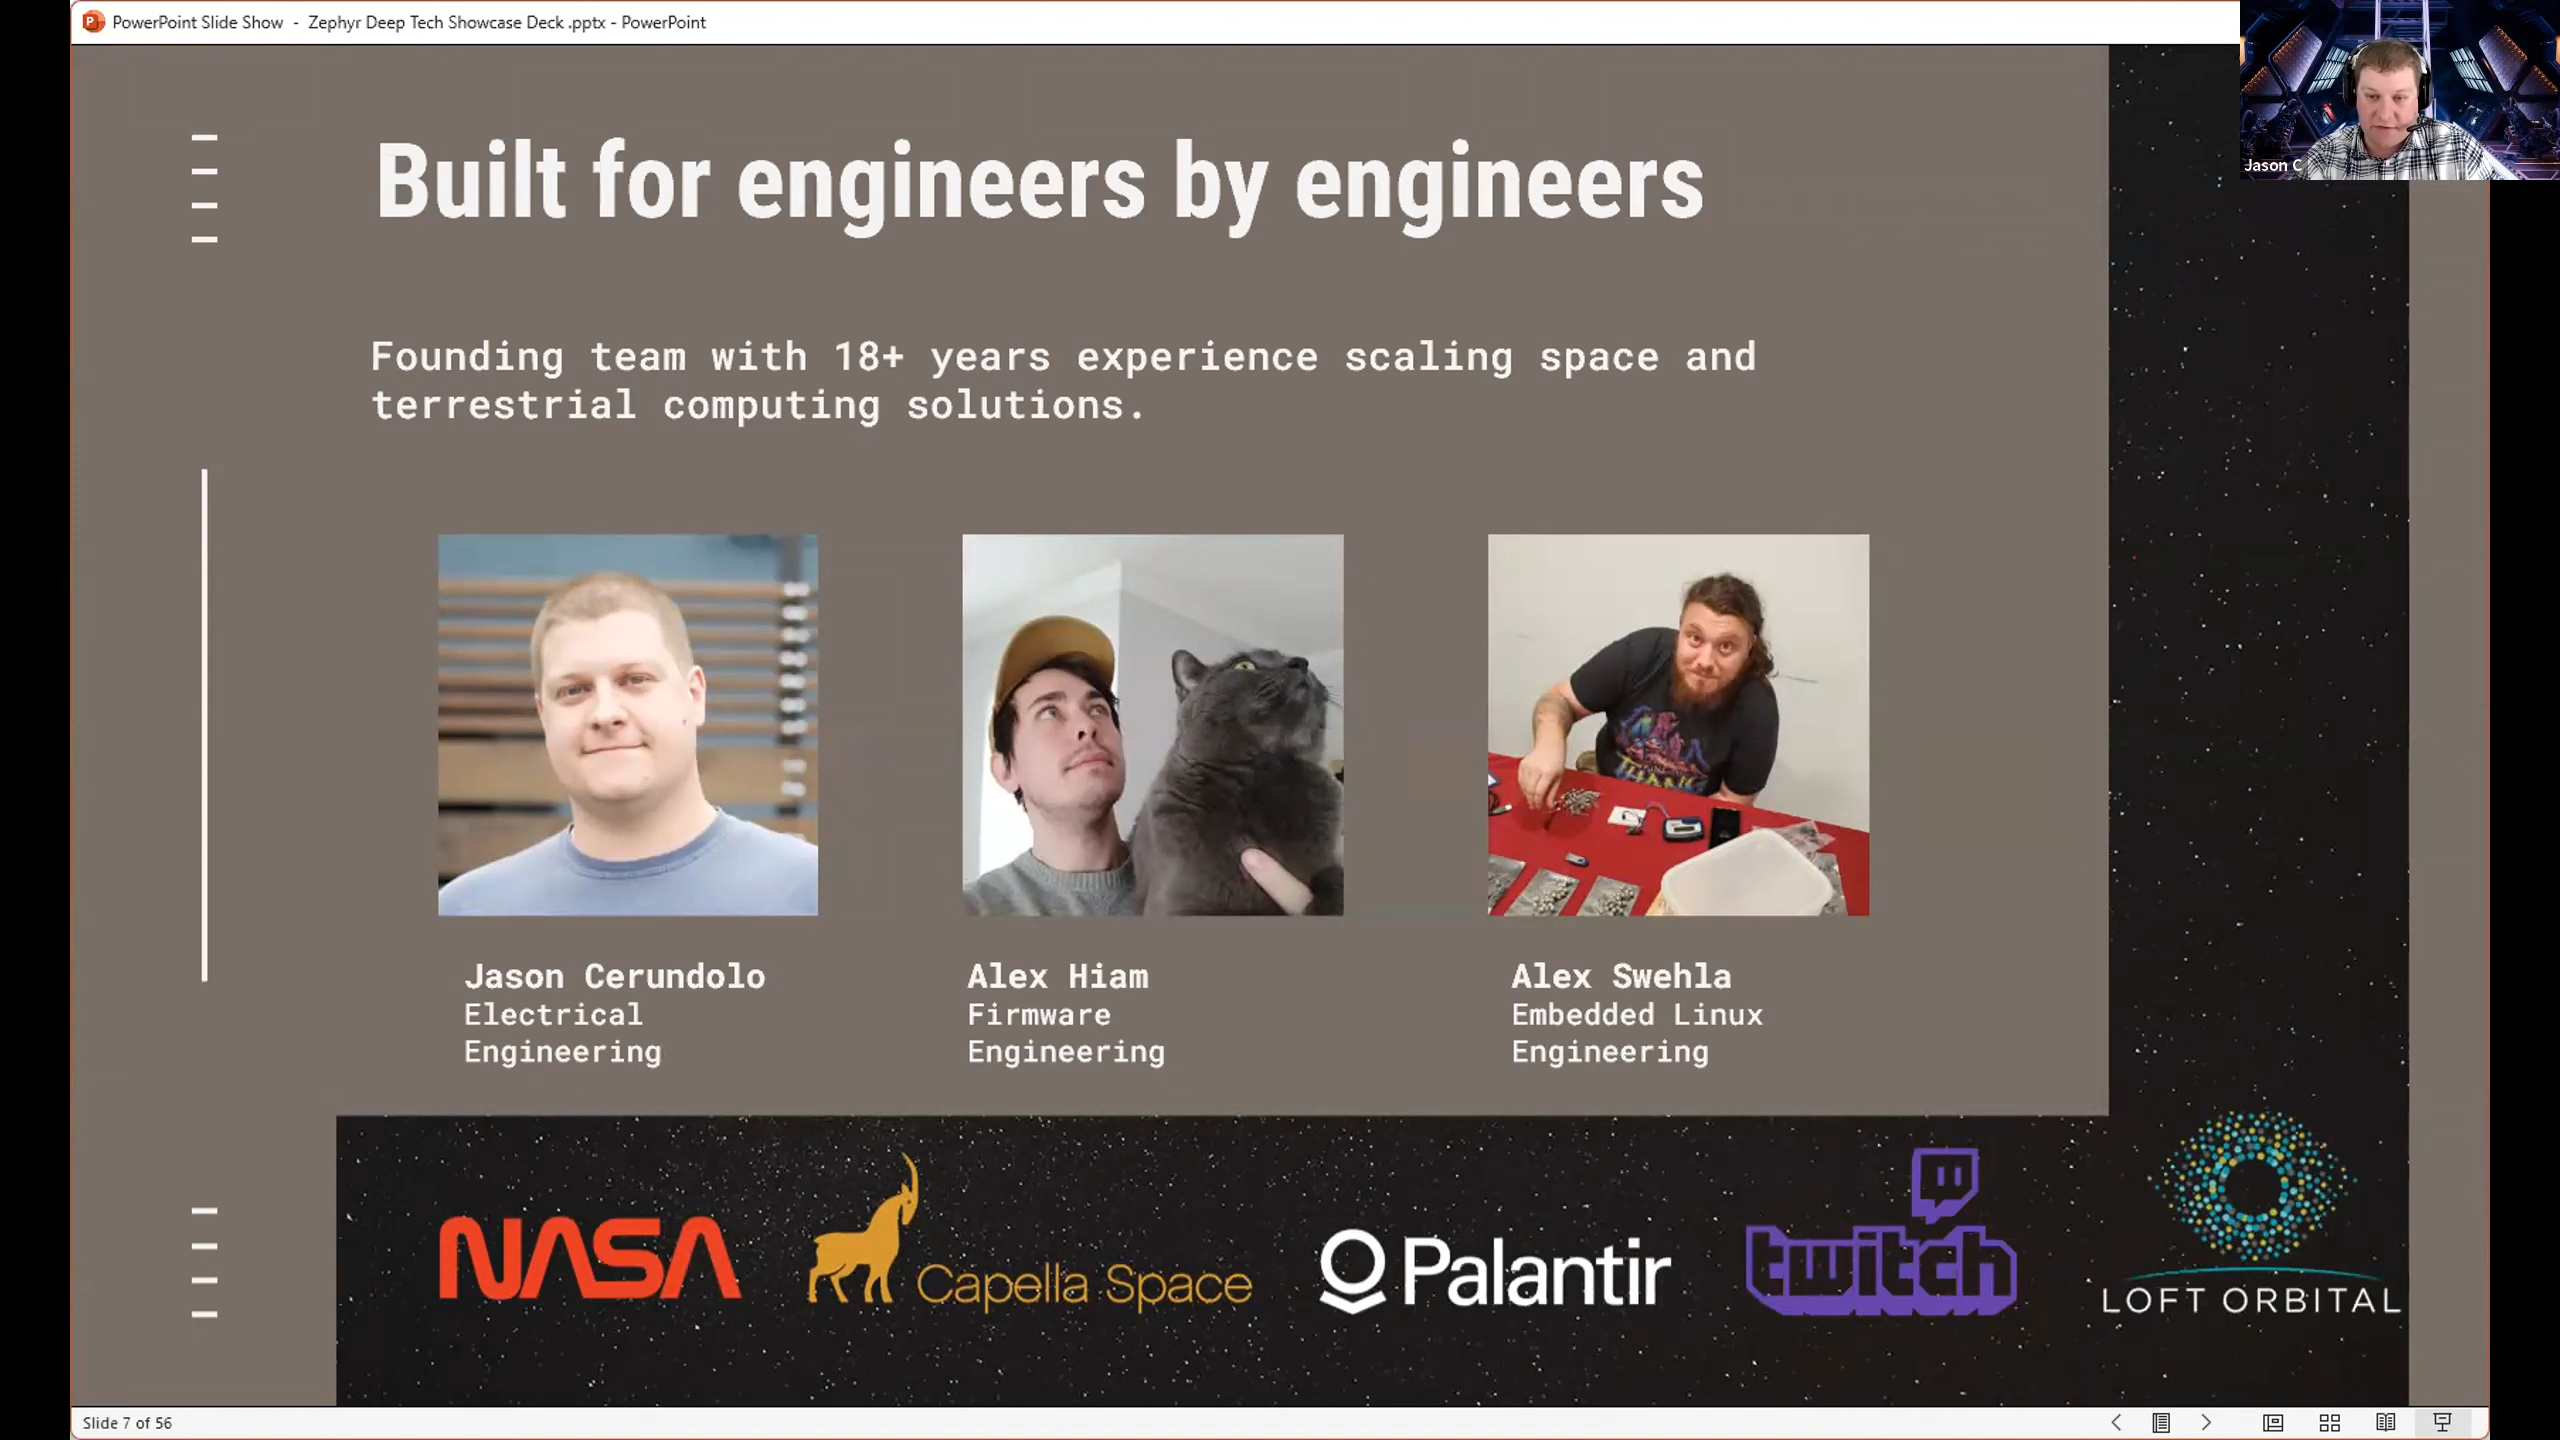 PowerPoint Slide Show - Zephyr Deep Tech Showcase Deck .pptx - PowerPoint
Jason C
Built for engineers by engineers
Founding team with 18+ years experience scaling space and
terrestrial computing solutions.
THANG
Jason Cerundolo
Electrical
Engineering
Alex Hiam
Firmware
Engineering
Alex Swehla
Embedded Linux
Engineering
NASA
Capella Space
Palantir
twitch
LOFT ORBITAL
Slide 7 of 56